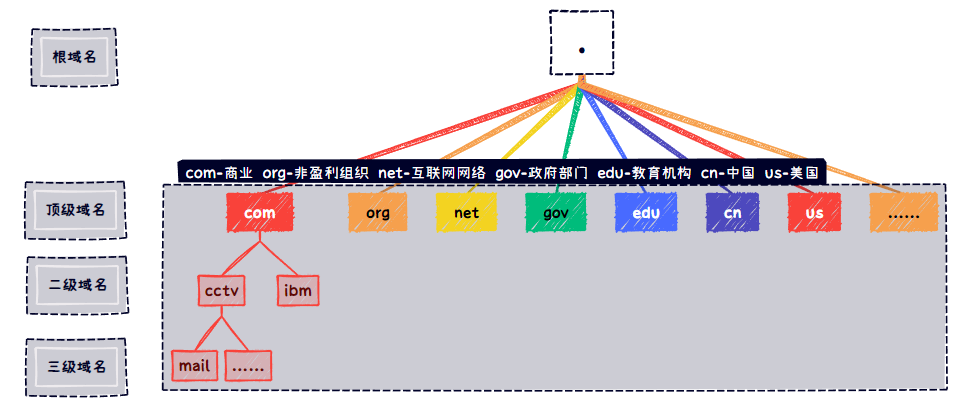 根域名
.
com-商业 org-非盈利组织 net-互联网网络 gov-政府部门 edu-教育机构 cn-中国 us-美国
顶级域名
com org net gov edu cn us ......
二级域名
cctv ibm
三级域名
mail ......